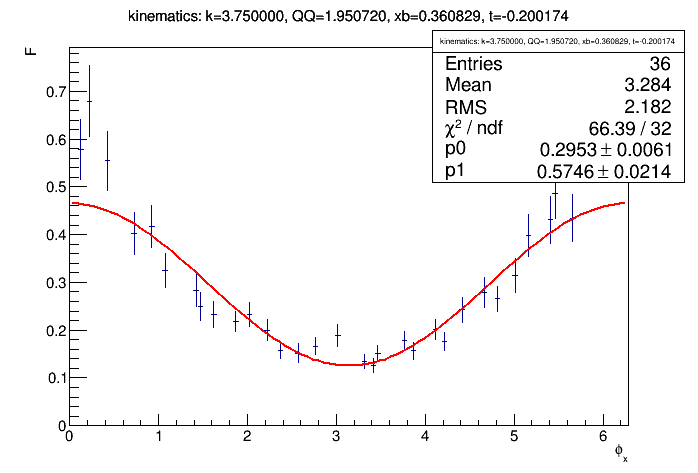 kinematics: k=3.750000, QQ=1.950720, xb=0.360829, t=-0.200174
kinematics: k=3.750000, QQ=1.950720, xb=0.360829, t=-0.200174
Entries 36
Mean 3.284
RMS 2.182
χ² / ndf 66.39 / 32
p0 0.2953 ± 0.0061
p1 0.5746 ± 0.0214
F
0.7
0.6
0.5
0.4
0.3
0.2
0.1
0
0 1 2 3 4 5 6
ϕₓ